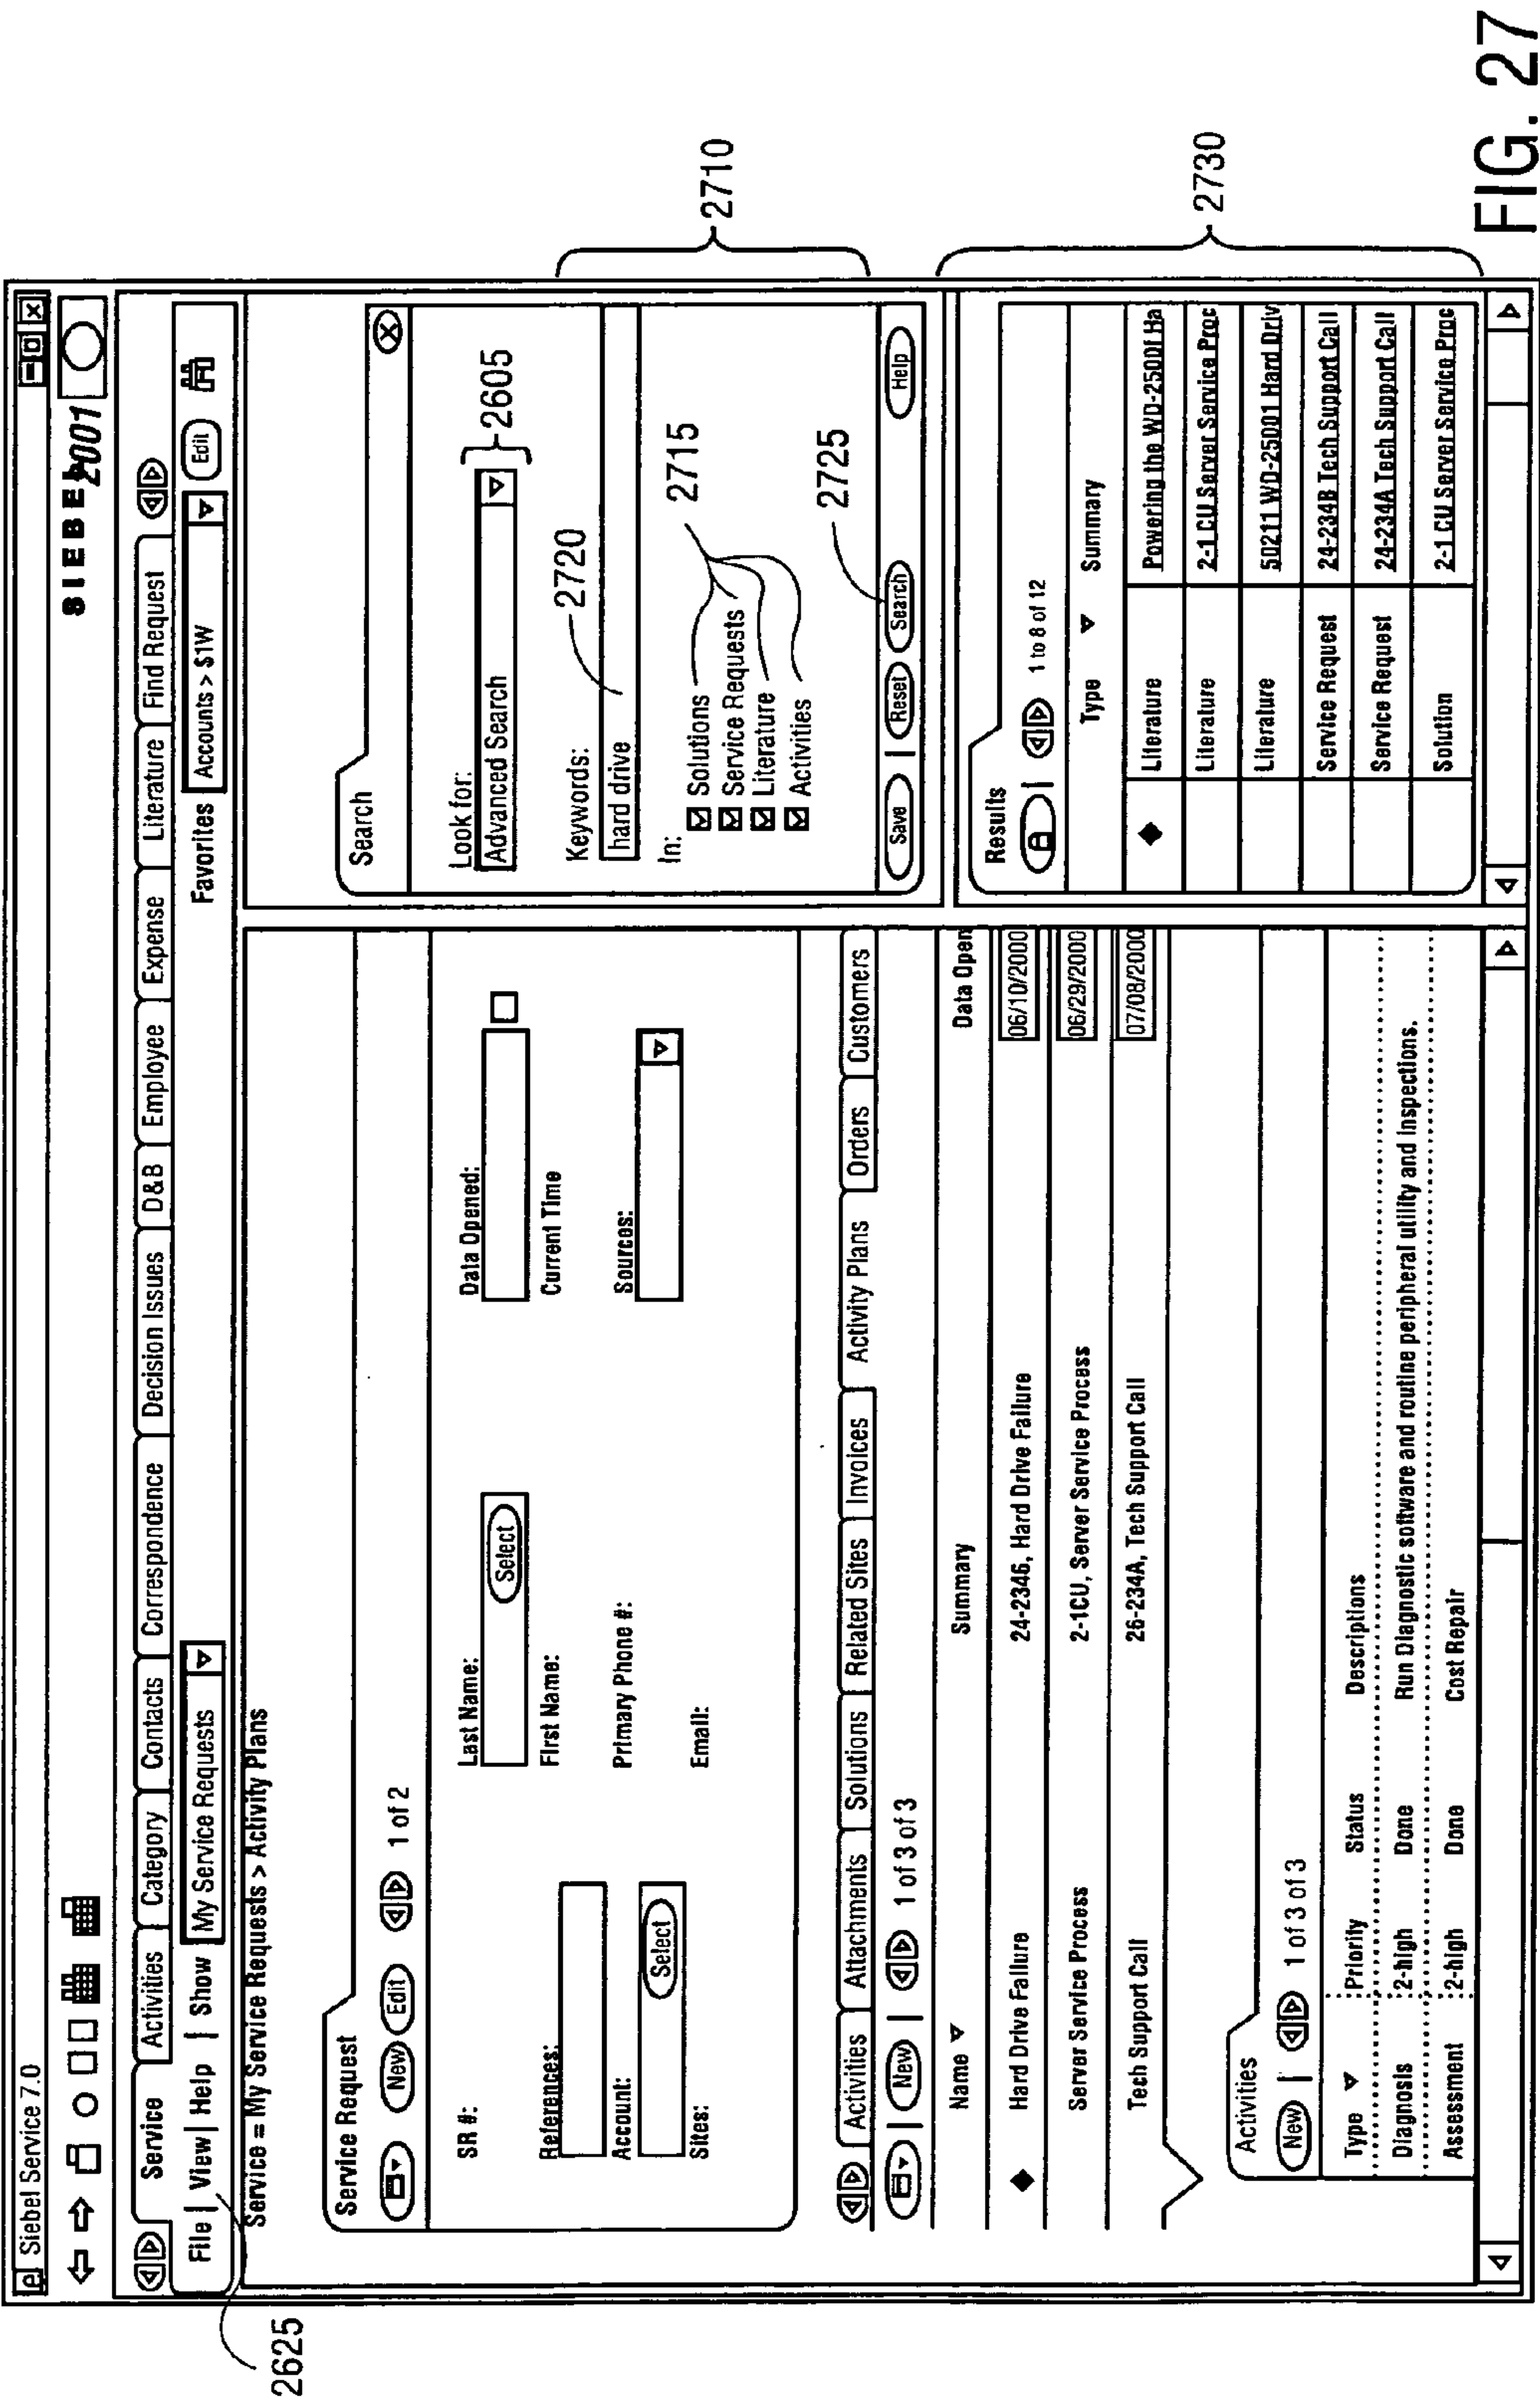 Siebel Service 7.0
SIEBEL
2001
Service Activities Category Contacts Correspondence Decision Issues D&B Employee Expense Literature Find Request
File | View | Help | Show My Service Requests Favorites Accounts > $1W Edit
2625
Service = My Service Requests > Activity Plans
Service Request
New Edit 1 of 2
SR #:
Last Name:
Data Opened:
Select
References:
First Name:
Current Time
Account:
Primary Phone #:
Sources:
Select
Sites:
Email:
Activities Attachments Solutions Related Sites Invoices Activity Plans Orders Customers
New | 1 of 3 of 3
Name Summary Data Open
Hard Drive Failure 24-2346, Hard Drive Failure 06/10/2000
Server Service Process 2-1CU, Server Service Process 06/29/2000
Tech Support Call 26-234A, Tech Support Call 07/08/2000
Activities
New | 1 of 3 of 3
Type Priority Status Descriptions
Diagnosis 2-high Done Run Diagnostic software and routine peripheral utility and inspections.
Assessment 2-high Done Cost Repair
Search
Look for:
Advanced Search
2605
Keywords:
hard drive
2720
In:
Solutions
Service Requests
Literature
Activities
2715
2710
Save | Reset Search Help
2725
Results
1 to 8 of 12
Type Summary
Literature Powering the WD-2500I Ha
Literature 2-1 CU Server Service Proc
Literature 50211 WD-25001 Hard Driv
Service Request 24-234B Tech Support Call
Service Request 24-234A Tech Support Call
Solution 2-1 CU Server Service Proc
2730
FIG. 27